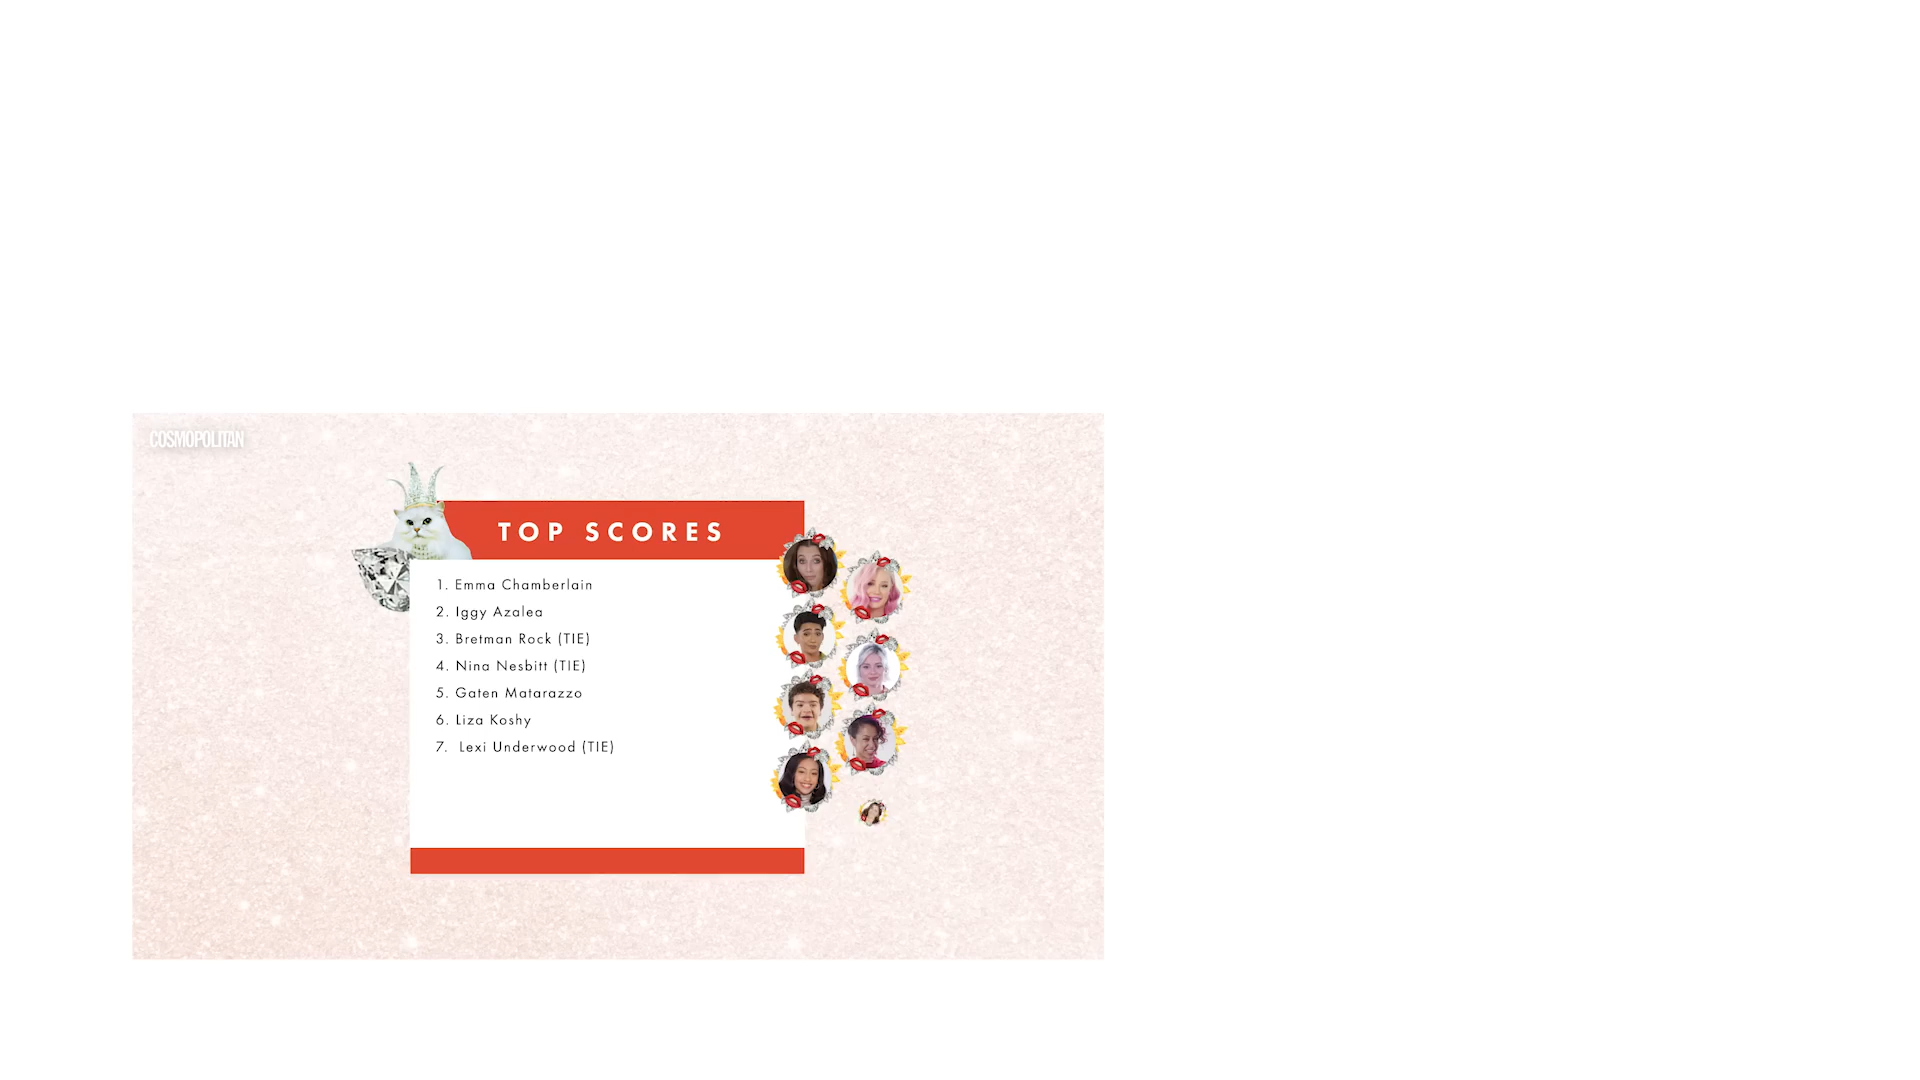 COSMOPOLITAN
TOP SCORES
1. Emma Chamberlain
2. Iggy Azalea
3. Bretman Rock (TIE)
4. Nina Nesbitt (TIE)
5. Gaten Matarazzo
6. Liza Koshy
7. Lexi Underwood (TIE)